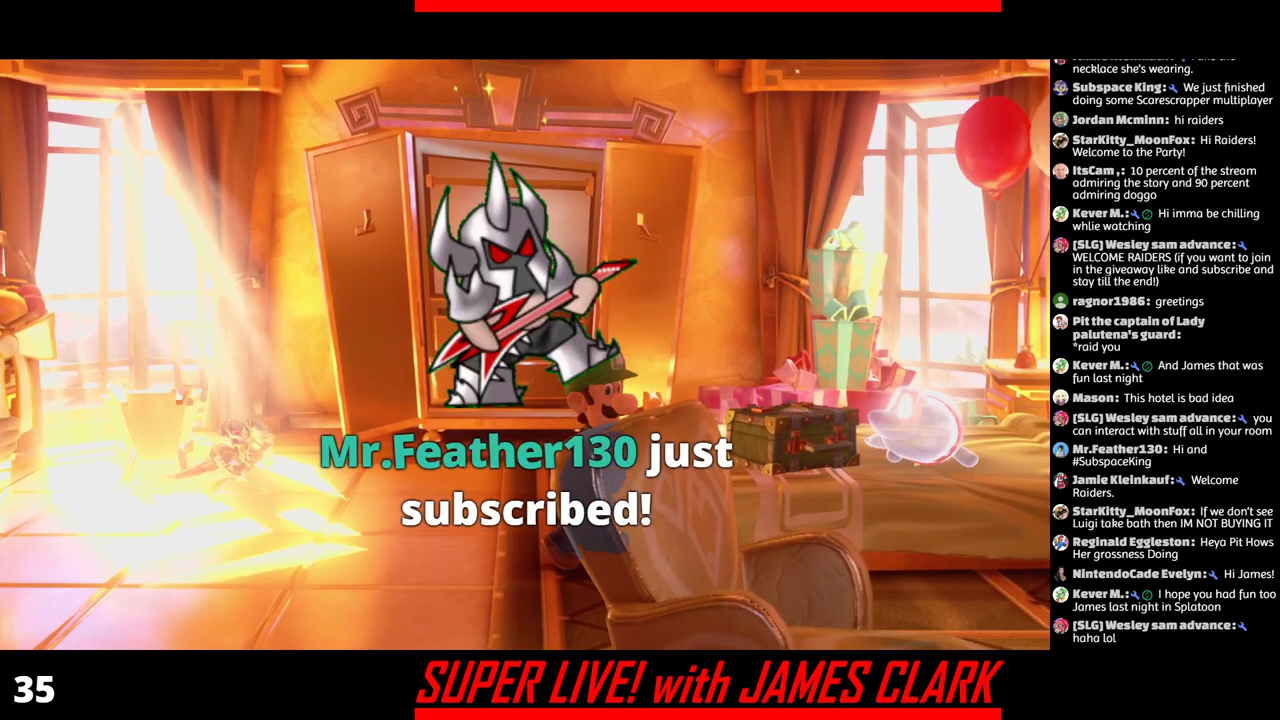 necklace she's wearing.
Subspace King: We just finished
doing some Scarescrapper multiplayer
Jordan Mcminn: hi raiders
StarKitty_MoonFox: Hi Raiders!
Welcome to the Party!
ItsCam,: 10 percent of the stream
admiring the story and 90 percent
admiring doggo
Kever M.: Hi imma be chilling
whlie watching
[SLG] Wesley sam advance:
WELCOME RAIDERS (if you want to join
in the giveaway like and subscribe and
stay till the end!)
ragnor1986: greetings
Pit the captain of Lady
palutena's guard:
*raid you
Kever M.: And James that was
fun last night
Mason: This hotel is bad idea
[SLG] Wesley sam advance: you
can interact with stuff all in your room
Mr.Feather130: Hi and
#SubspaceKing
Jamie Kleinkauf: Welcome
Raiders.
StarKitty_MoonFox: If we don't see
Luigi take bath then IM NOT BUYING IT
Reginald Eggleston: Heya Pit Hows
Her grossness Doing
NintendoCade Evelyn: Hi James!
Kever M.: I hope you had fun too
James last night in Splatoon
[SLG] Wesley sam advance:
haha lol
Mr.Feather130 just
subscribed!
35
SUPER LIVE! with JAMES CLARK